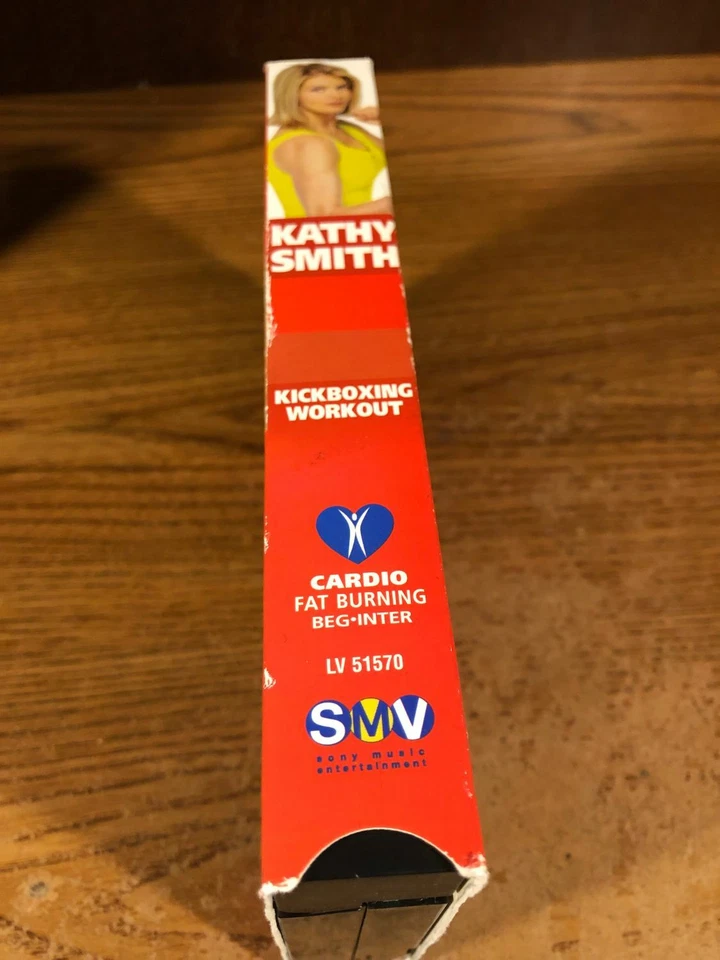 KATHY
SMITH
KICKBOXING
WORKOUT
CARDIO
FAT BURNING
BEG•INTER
LV 51570
SMV
sony music
entertainment